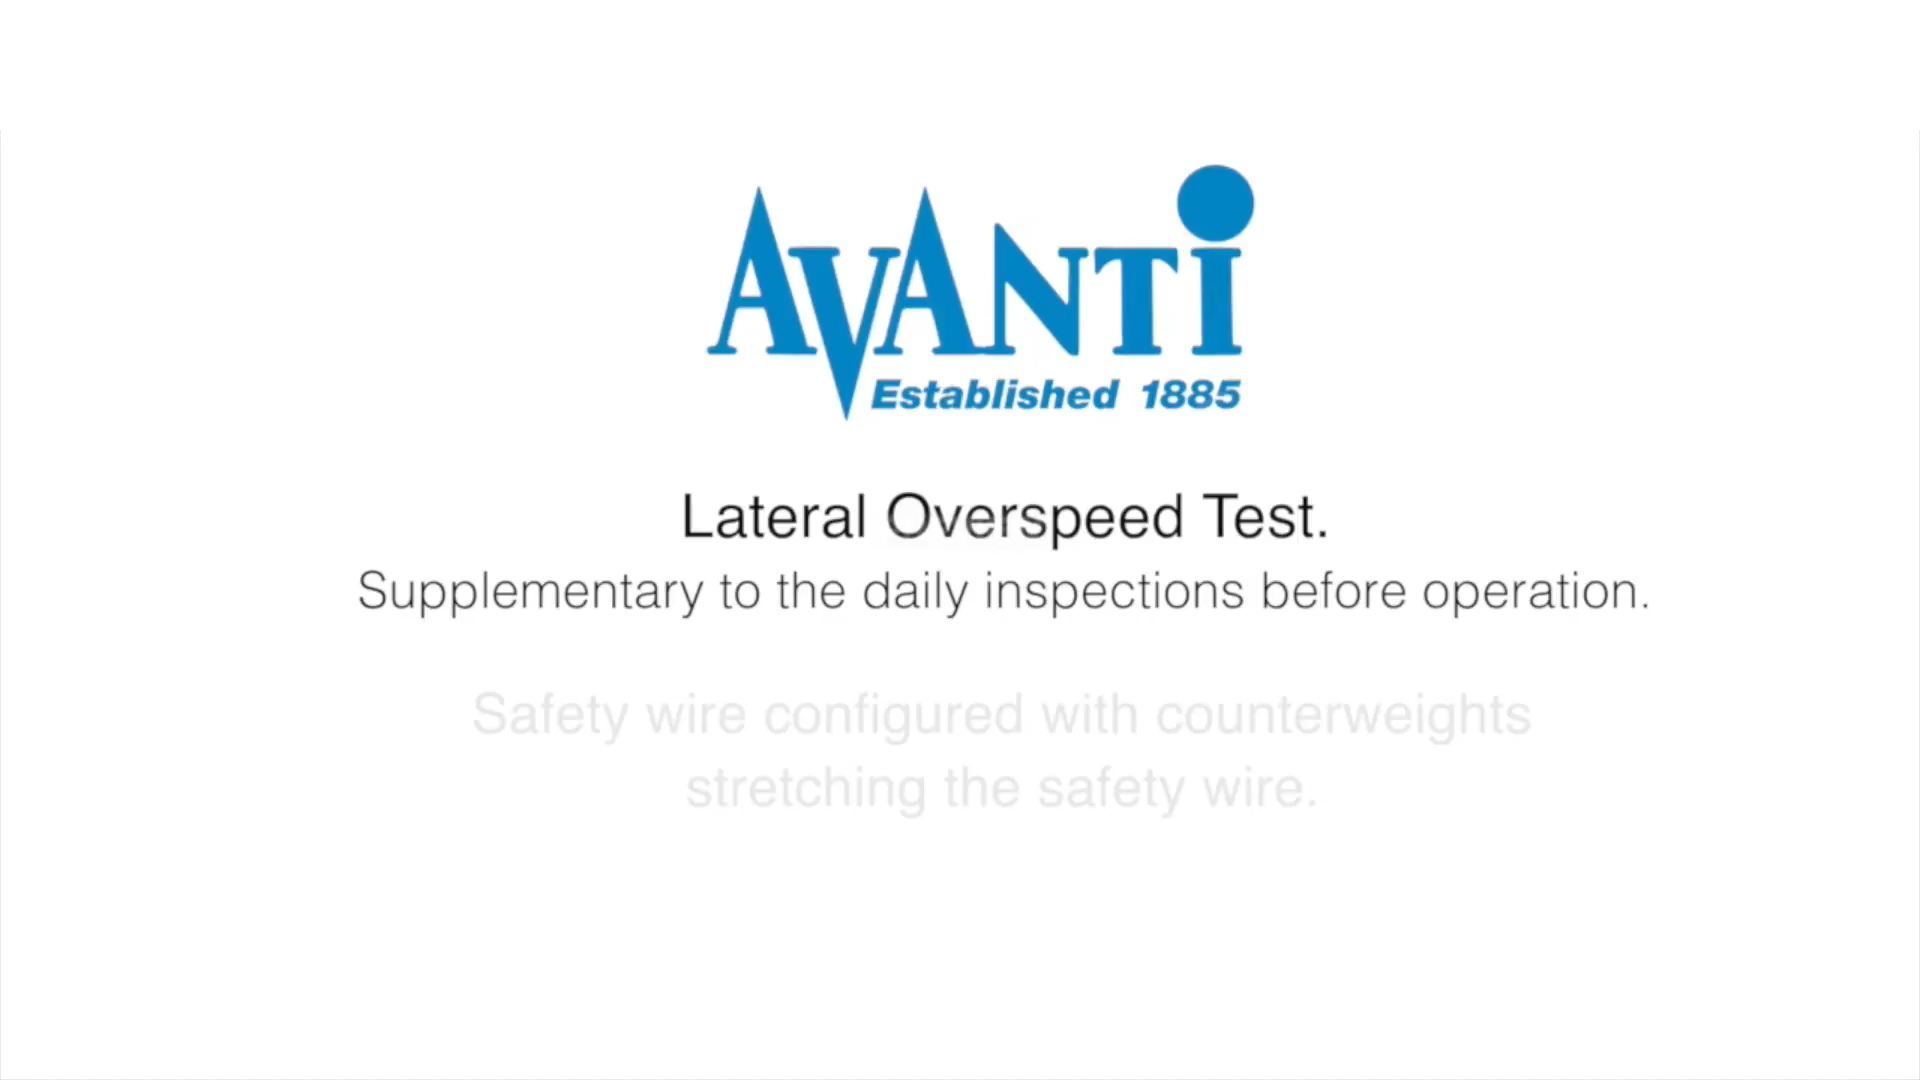 AVANTi
Established 1885
Lateral Overspeed Test.
Supplementary to the daily inspections before operation.
Safety wire configured with counterweights
stretching the safety wire.